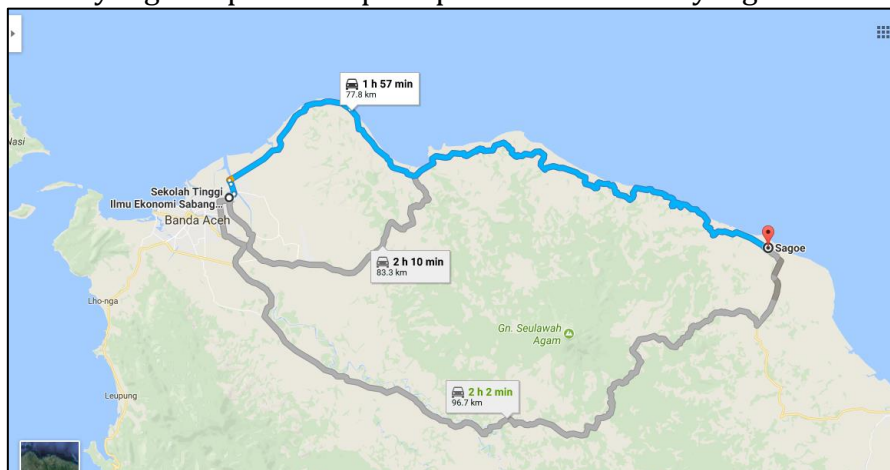 1 h 57 min
77.8 km
Nasi
Sekolah Tinggi
Ilmu Ekonomi Sabang...
Banda Aceh
Sagoe
2 h 10 min
83.3 km
Lho-nga
Gn. Seulawah
Agam
2 h 2 min
96.7 km
Leupung